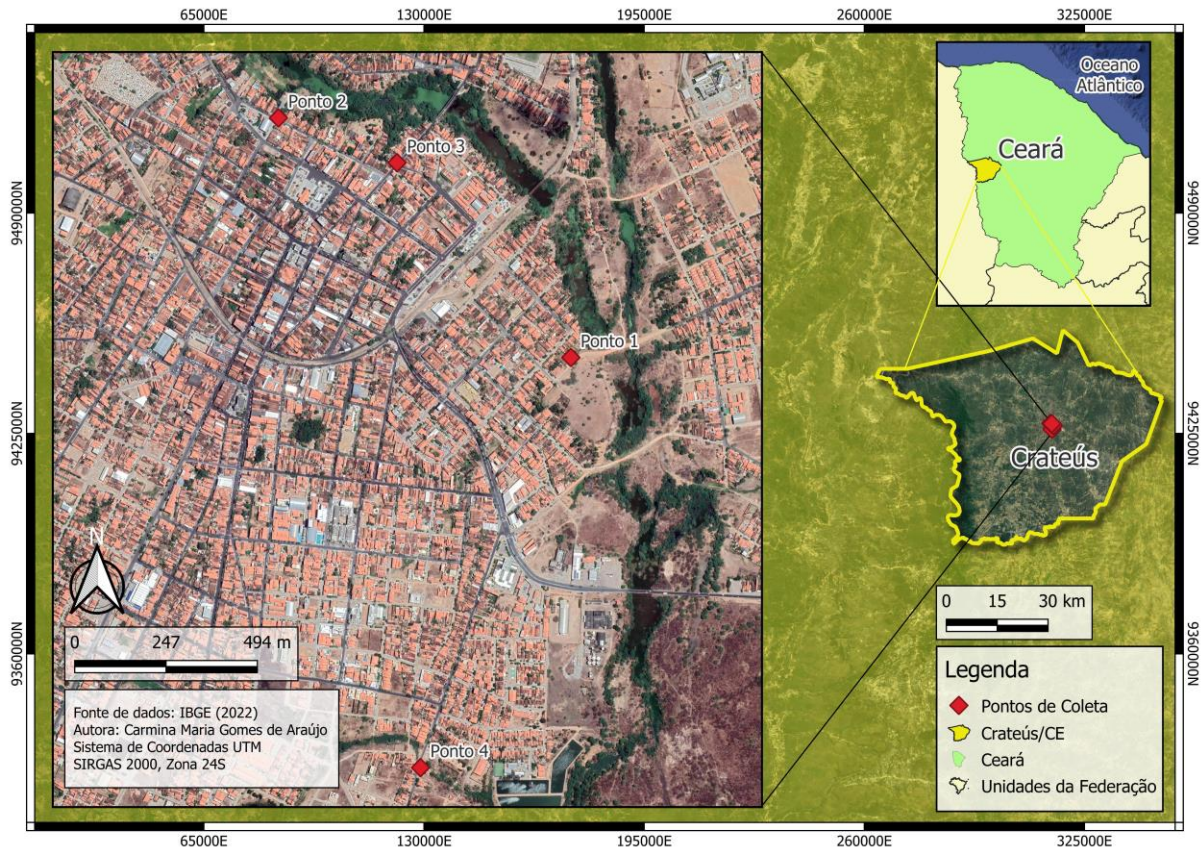 65000E
130000E
195000E
260000E
325000E
Oceano
Atlântico
Ceará
Ponto 2
Ponto 3
Ponto 1
Ponto 4
9490000N
9490000N
9425000N
9425000N
9360000N
9360000N
Crateús
N
0 247 494 m
0 15 30 km
Fonte de dados: IBGE (2022)
Autora: Carmina Maria Gomes de Araújo
Sistema de Coordenadas UTM
SIRGAS 2000, Zona 24S
Legenda
Pontos de Coleta
Crateús/CE
Ceará
Unidades da Federação
65000E
130000E
195000E
260000E
325000E